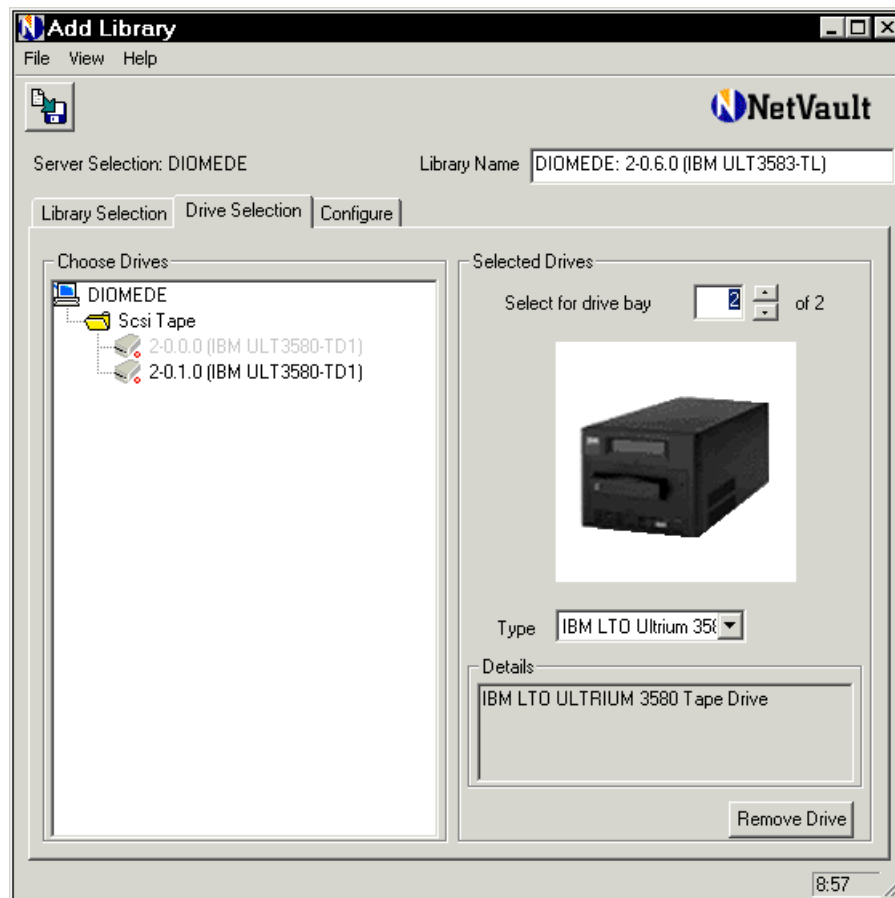 Add Library
File View Help
NetVault
Server Selection: DIOMEDE Library Name DIOMEDE: 2-0.6.0 (IBM ULT3583-TL)
Library Selection Drive Selection Configure
Choose Drives
DIOMEDE
Scsi Tape
2-0.0.0 (IBM ULT3580-TD1)
2-0.1.0 (IBM ULT3580-TD1)
Selected Drives
Select for drive bay 2 of 2
Type IBM LTO Ultrium 358
Details
IBM LTO ULTRIUM 3580 Tape Drive
Remove Drive
8:57